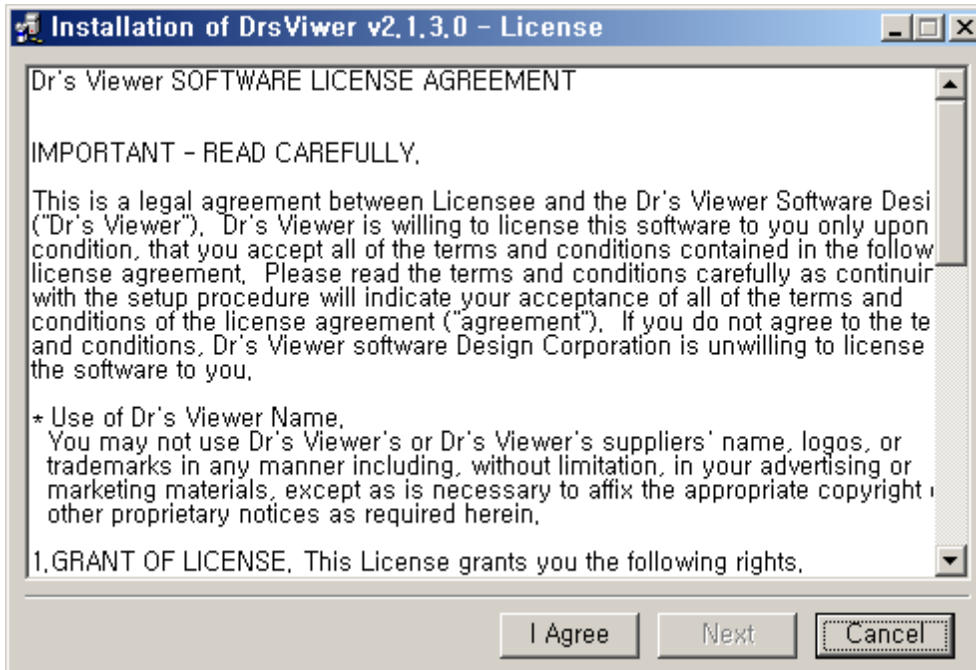 Installation of DrsViwer v2.1.3.0 - License
Dr's Viewer SOFTWARE LICENSE AGREEMENT
IMPORTANT - READ CAREFULLY.
This is a legal agreement between Licensee and the Dr's Viewer Software Desi
("Dr's Viewer"). Dr's Viewer is willing to license this software to you only upon
condition, that you accept all of the terms and conditions contained in the follow
license agreement. Please read the terms and conditions carefully as continuin
with the setup procedure will indicate your acceptance of all of the terms and
conditions of the license agreement ("agreement"). If you do not agree to the te
and conditions, Dr's Viewer software Design Corporation is unwilling to license
the software to you.
* Use of Dr's Viewer Name.
You may not use Dr's Viewer's or Dr's Viewer's suppliers' name, logos, or
trademarks in any manner including, without limitation, in your advertising or
marketing materials, except as is necessary to affix the appropriate copyright
other proprietary notices as required herein.
1.GRANT OF LICENSE. This License grants you the following rights.
I Agree
Next
Cancel